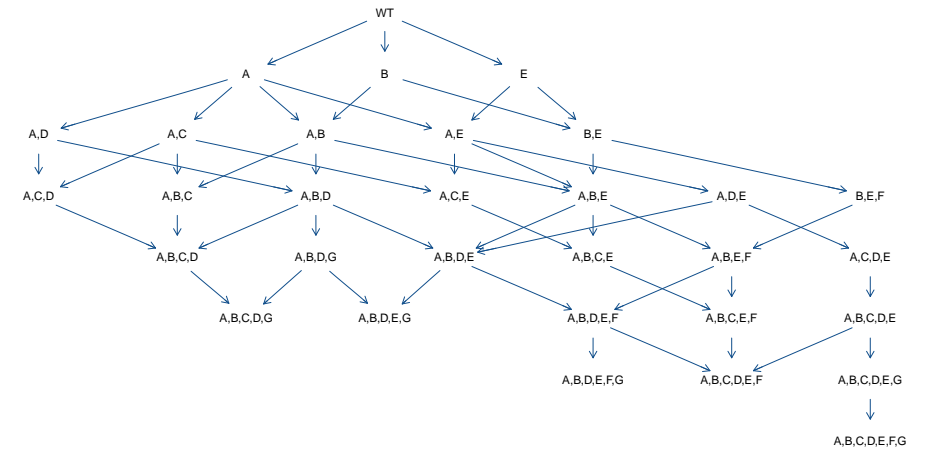 WT
A B E
A,D A,C A,B A,E B,E
A,C,D A,B,C A,B,D A,C,E A,B,E A,D,E B,E,F
A,B,C,D A,B,D,G A,B,D,E A,B,C,E A,B,E,F A,C,D,E
A,B,C,D,G A,B,D,E,G A,B,D,E,F A,B,C,E,F A,B,C,D,E
A,B,D,E,F,G A,B,C,D,E,F A,B,C,D,E,G
A,B,C,D,E,F,G